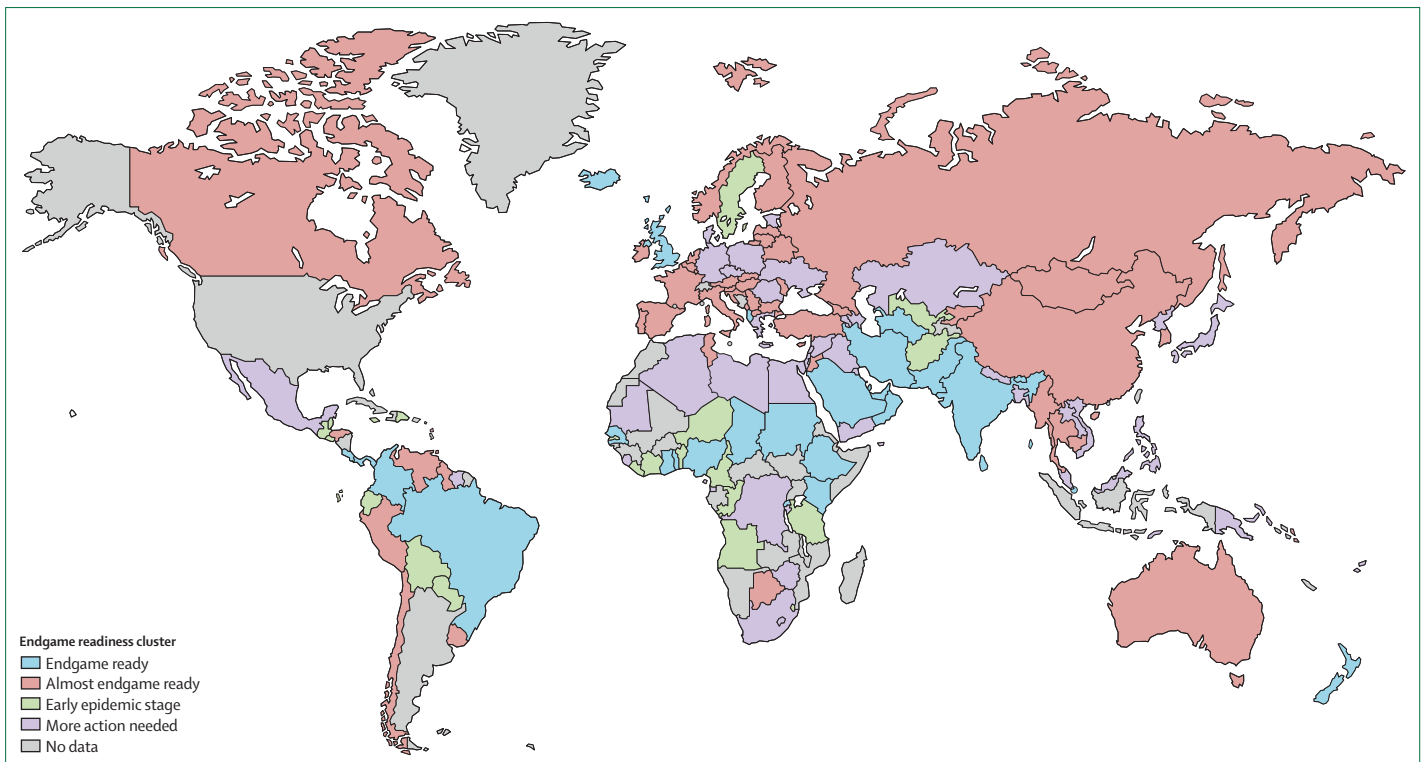 Endgame readiness cluster
Endgame ready
Almost endgame ready
Early epidemic stage
More action needed
No data